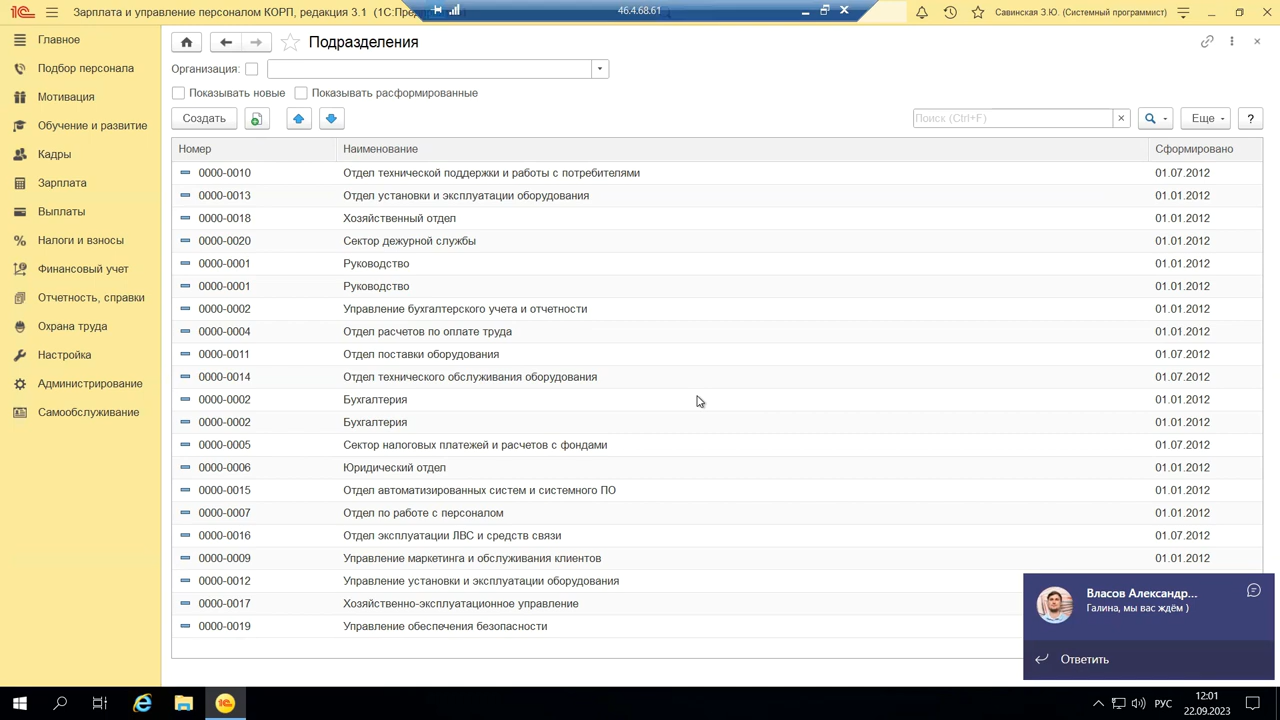 Зарплата и управление персоналом КОРП, редакция 3.1 (1С:Пред
46.4.68.61
Савинская З.Ю. (Системный программист)
Главное
Подбор персонала
Мотивация
Обучение и развитие
Кадры
Зарплата
Выплаты
Налоги и взносы
Финансовый учет
Отчетность, справки
Охрана труда
Настройка
Администрирование
Самообслуживание
Подразделения
Организация:
Показывать новые Показывать расформированные
Создать Поиск (Ctrl+F) Еще ?
Номер Наименование Сформировано
0000-0010 Отдел технической поддержки и работы с потребителями 01.07.2012
0000-0013 Отдел установки и эксплуатации оборудования 01.01.2012
0000-0018 Хозяйственный отдел 01.01.2012
0000-0020 Сектор дежурной службы 01.01.2012
0000-0001 Руководство 01.01.2012
0000-0001 Руководство 01.01.2012
0000-0002 Управление бухгалтерского учета и отчетности 01.01.2012
0000-0004 Отдел расчетов по оплате труда 01.01.2012
0000-0011 Отдел поставки оборудования 01.07.2012
0000-0014 Отдел технического обслуживания оборудования 01.07.2012
0000-0002 Бухгалтерия 01.01.2012
0000-0002 Бухгалтерия 01.01.2012
0000-0005 Сектор налоговых платежей и расчетов с фондами 01.07.2012
0000-0006 Юридический отдел 01.01.2012
0000-0015 Отдел автоматизированных систем и системного ПО 01.01.2012
0000-0007 Отдел по работе с персоналом 01.01.2012
0000-0016 Отдел эксплуатации ЛВС и средств связи 01.07.2012
0000-0009 Управление маркетинга и обслуживания клиентов 01.01.2012
0000-0012 Управление установки и эксплуатации оборудования
0000-0017 Хозяйственно-эксплуатационное управление
0000-0019 Управление обеспечения безопасности
Власов Александр...
Галина, мы вас ждём )
Ответить
РУС
12:01
22.09.2023